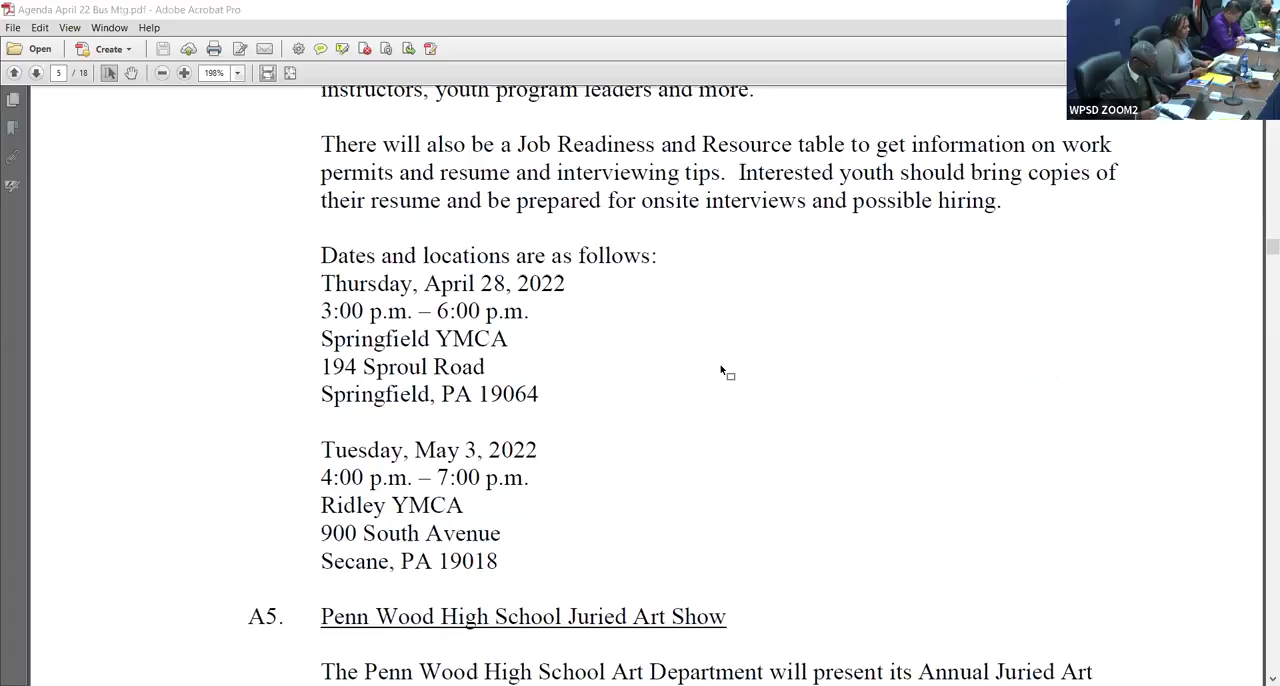 Agenda April 22 Bus Mtg.pdf - Adobe Acrobat Pro
File Edit View Window Help
Open Create
5 / 18 198%
WPSD ZOOM2
instructors, youth program leaders and more.
There will also be a Job Readiness and Resource table to get information on work
permits and resume and interviewing tips. Interested youth should bring copies of
their resume and be prepared for onsite interviews and possible hiring.
Dates and locations are as follows:
Thursday, April 28, 2022
3:00 p.m. – 6:00 p.m.
Springfield YMCA
194 Sproul Road
Springfield, PA 19064
Tuesday, May 3, 2022
4:00 p.m. – 7:00 p.m.
Ridley YMCA
900 South Avenue
Secane, PA 19018
A5. Penn Wood High School Juried Art Show
The Penn Wood High School Art Department will present its Annual Juried Art